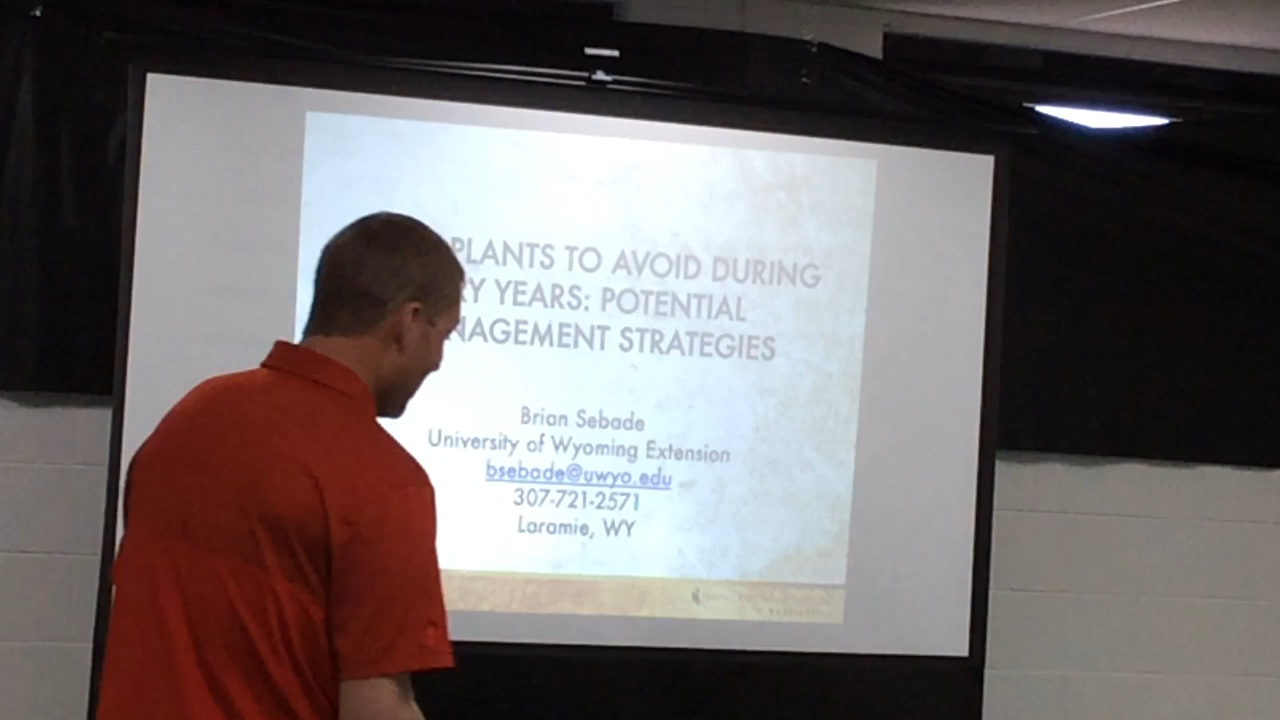 PLANTS TO AVOID DURING
RY YEARS: POTENTIAL
NAGEMENT STRATEGIES
Brian Sebade
University of Wyoming Extension
bsebade@uwyo.edu
307-721-2571
Laramie, WY